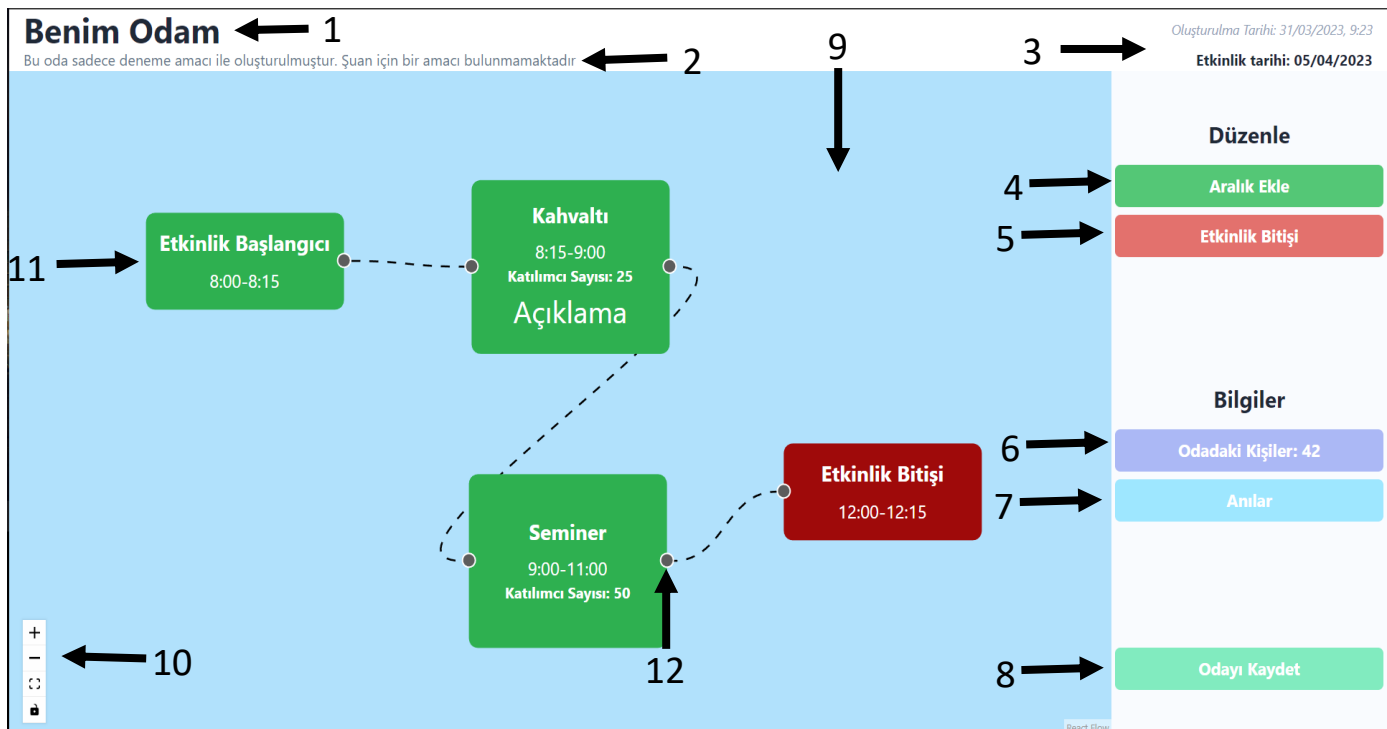 Benim Odam
1
Bu oda sadece deneme amacı ile oluşturulmuştur. Şuan için bir amacı bulunmamaktadır
2
9
3
Oluşturulma Tarihi: 31/03/2023, 9:23
Etkinlik tarihi: 05/04/2023
Düzenle
4
Aralık Ekle
5
Etkinlik Bitişi
11
Etkinlik Başlangıcı
8:00-8:15
Kahvaltı
8:15-9:00
Katılımcı Sayısı: 25
Açıklama
Bilgiler
6
Odadaki Kişiler: 42
7
Anılar
Etkinlik Bitişi
12:00-12:15
Seminer
9:00-11:00
Katılımcı Sayısı: 50
10
12
8
Odayı Kaydet
React Flow